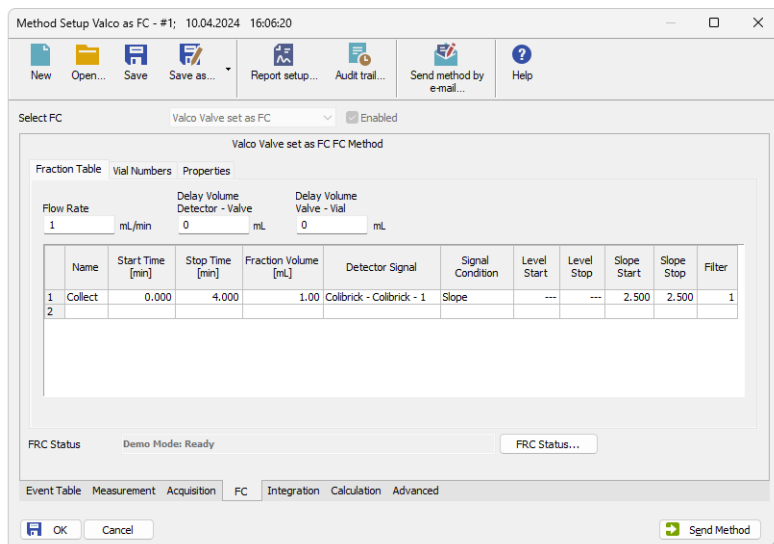 Method Setup Valco as FC - #1; 10.04.2024 16:06:20
New Open... Save Save as... Report setup... Audit trail... Send method by e-mail... Help
Select FC Valco Valve set as FC Enabled
Valco Valve set as FC FC Method
Fraction Table Vial Numbers Properties
Flow Rate Delay Volume Detector - Valve Delay Volume Valve - Vial
1 mL/min 0 mL 0 mL
Name Start Time [min] Stop Time [min] Fraction Volume [mL] Detector Signal Signal Condition Level Start Level Stop Slope Start Slope Stop Filter
1 Collect 0.000 4.000 1.00 Colibrick - Colibrick - 1 Slope --- --- 2.500 2.500 1
2
FRC Status Demo Mode: Ready FRC Status...
Event Table Measurement Acquisition FC Integration Calculation Advanced
OK Cancel Send Method